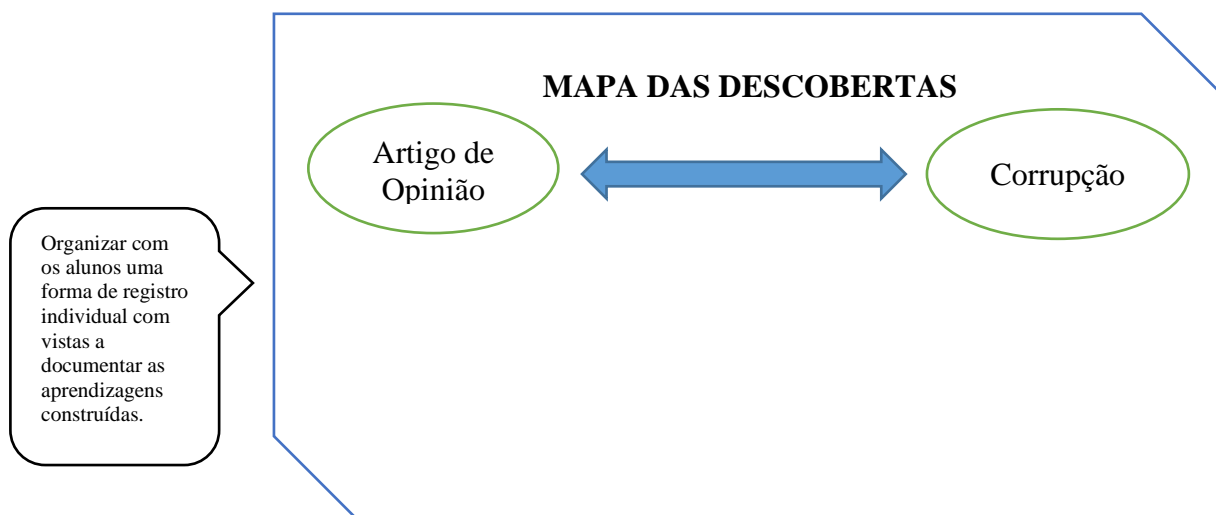 MAPA DAS DESCOBERTAS
Artigo de
Opinião
Corrupção
Organizar com
os alunos uma
forma de registro
individual com
vistas a
documentar as
aprendizagens
construídas.